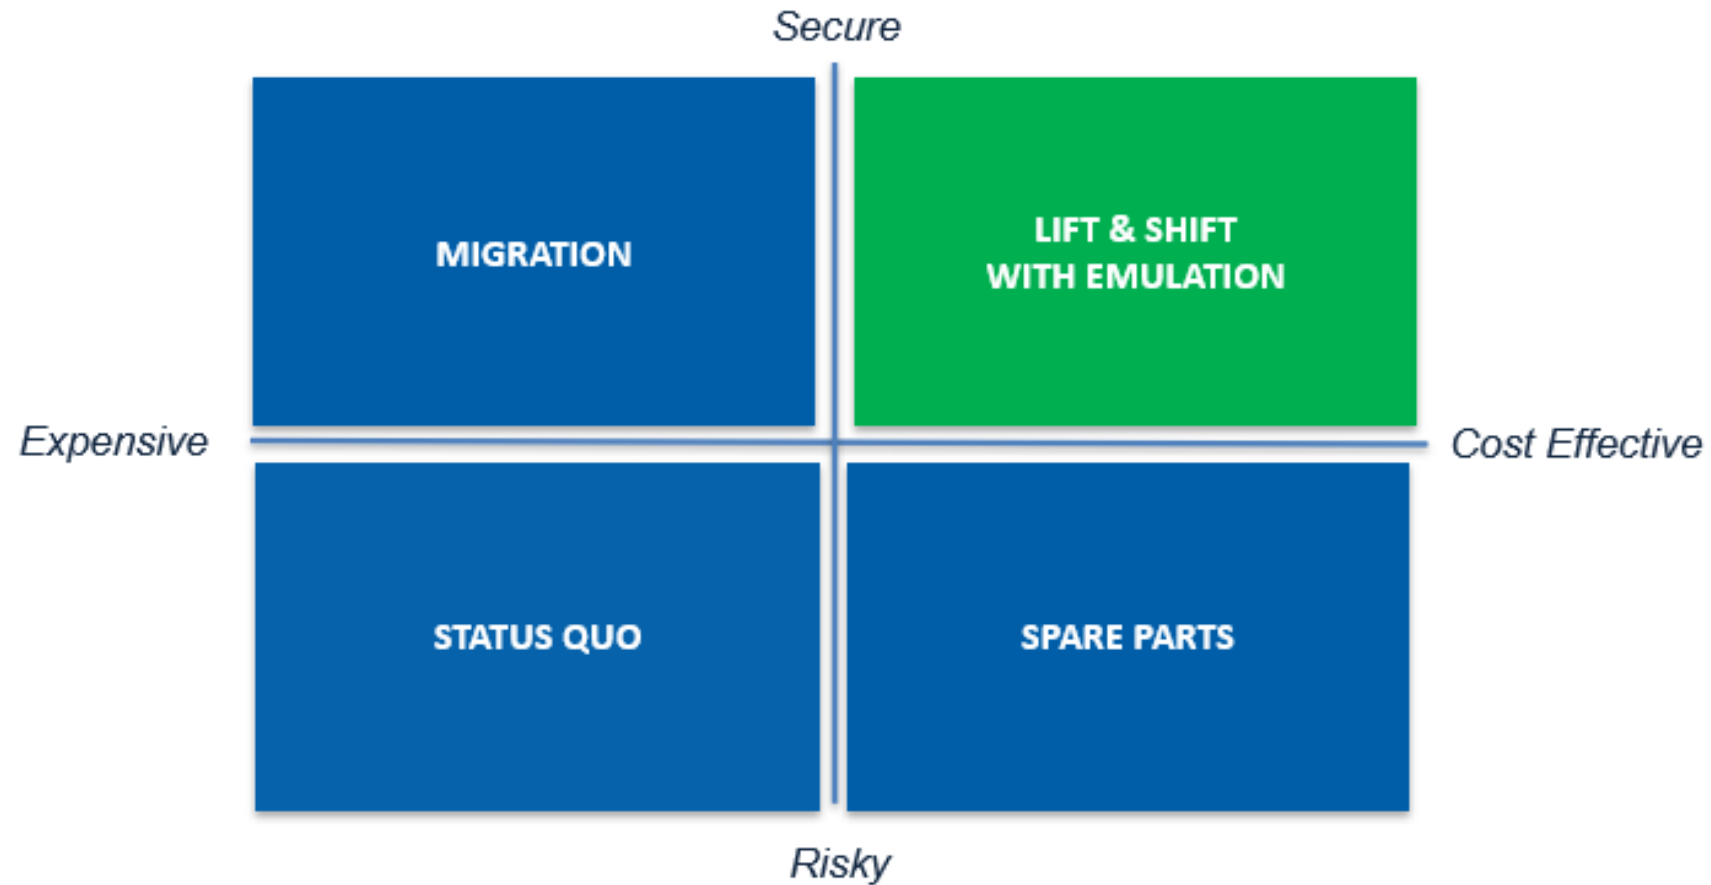 Secure
MIGRATION
LIFT & SHIFT
WITH EMULATION
Expensive
Cost Effective
STATUS QUO
SPARE PARTS
Risky